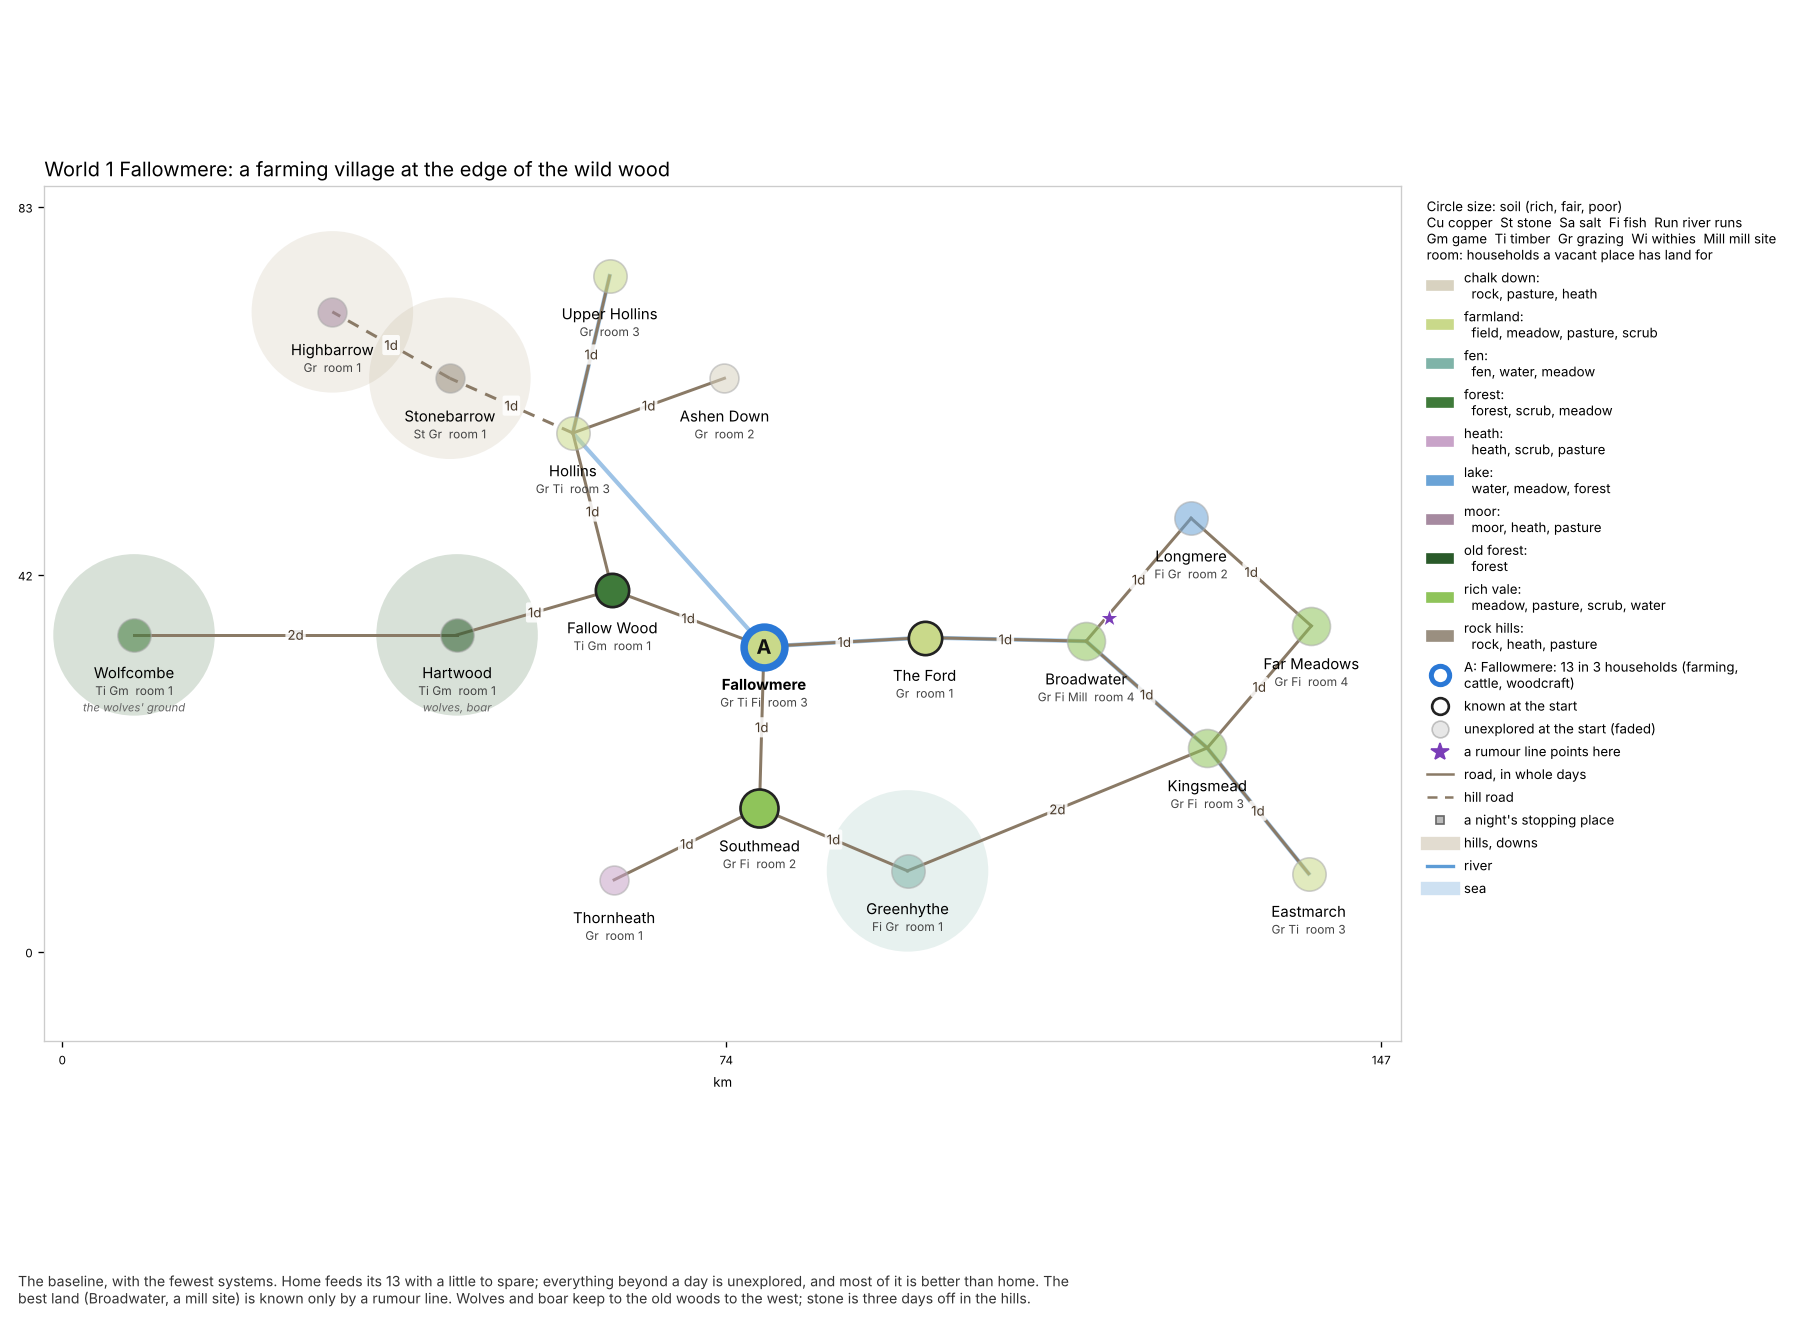 World 1 Fallowmere: a farming village at the edge of the wild wood
83
42
0
0
74
147
km
Highbarrow
Gr room 1
1d
Stonebarrow
St Gr room 1
1d
Upper Hollins
Gr room 3
1d
Ashen Down
Gr room 2
1d
Hollins
Gr Ti room 3
1d
Wolfcombe
Ti Gm room 1
the wolves' ground
2d
Hartwood
Ti Gm room 1
wolves, boar
1d
Fallow Wood
Ti Gm room 1
1d
A
Fallowmere
Gr Ti Fi room 3
1d
The Ford
Gr room 1
1d
Broadwater
Gr Fi Mill room 4
1d
Longmere
Fi Gr room 2
1d
Far Meadows
Gr Fi room 4
1d
1d
Kingsmead
Gr Fi room 3
1d
1d
Southmead
Gr Fi room 2
1d
1d
2d
Thornheath
Gr room 1
Greenhythe
Fi Gr room 1
Eastmarch
Gr Ti room 3
Circle size: soil (rich, fair, poor)
Cu copper St stone Sa salt Fi fish Run river runs
Gm game Ti timber Gr grazing Wi withies Mill mill site
room: households a vacant place has land for
chalk down:
rock, pasture, heath
farmland:
field, meadow, pasture, scrub
fen:
fen, water, meadow
forest:
forest, scrub, meadow
heath:
heath, scrub, pasture
lake:
water, meadow, forest
moor:
moor, heath, pasture
old forest:
forest
rich vale:
meadow, pasture, scrub, water
rock hills:
rock, heath, pasture
A: Fallowmere: 13 in 3 households (farming,
cattle, woodcraft)
known at the start
unexplored at the start (faded)
a rumour line points here
road, in whole days
hill road
a night's stopping place
hills, downs
river
sea
The baseline, with the fewest systems. Home feeds its 13 with a little to spare; everything beyond a day is unexplored, and most of it is better than home. The
best land (Broadwater, a mill site) is known only by a rumour line. Wolves and boar keep to the old woods to the west; stone is three days off in the hills.